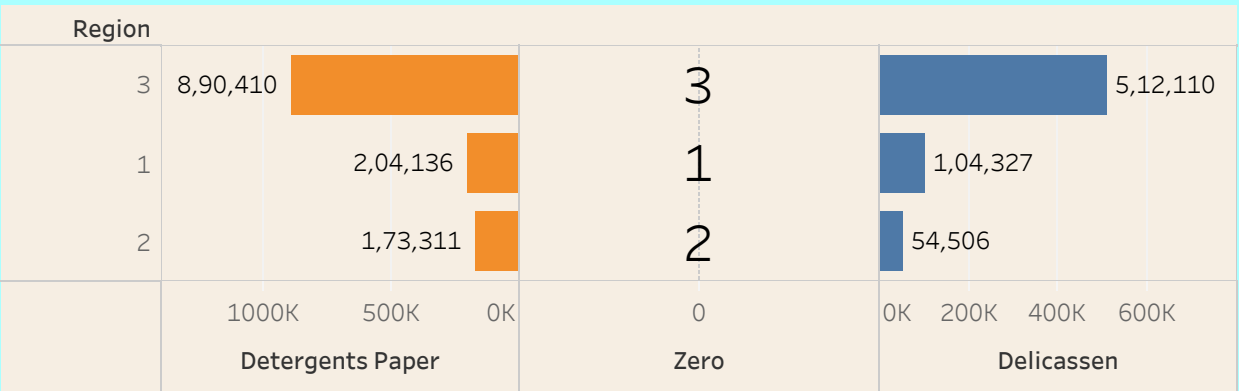 Region
3 8,90,410 3 5,12,110
1 2,04,136 1 1,04,327
2 1,73,311 2 54,506
1000K 500K 0K 0 0K 200K 400K 600K
Detergents Paper Zero Delicassen